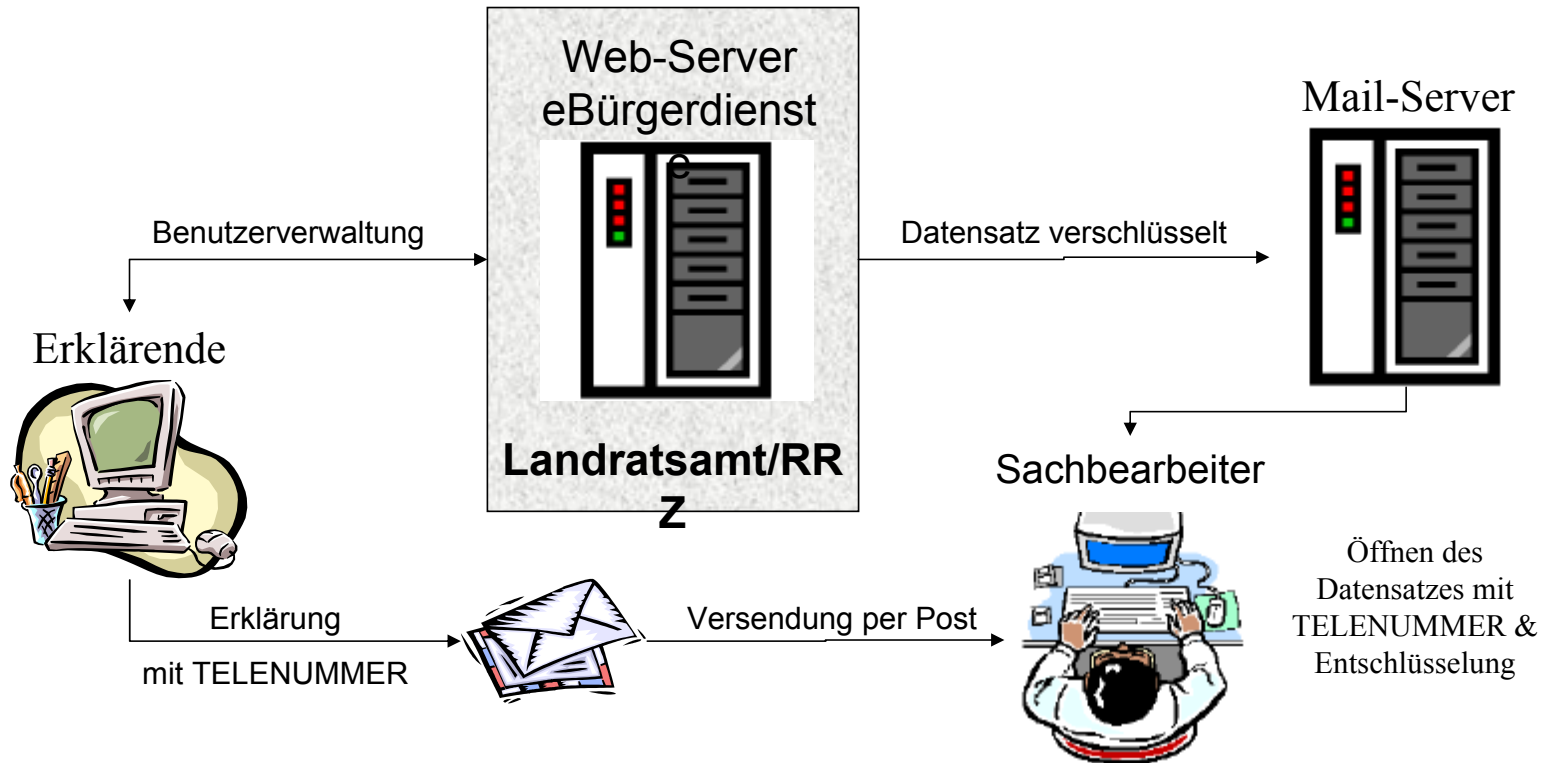 Web-Server
eBürgerdienst
e
Mail-Server
Benutzerverwaltung
Datensatz verschlüsselt
Erklärende
Landratsamt/RR
Z
Sachbearbeiter
Öffnen des
Datensatzes mit
TELENUMMER &
Entschlüsselung
Erklärung
mit TELENUMMER
Versendung per Post